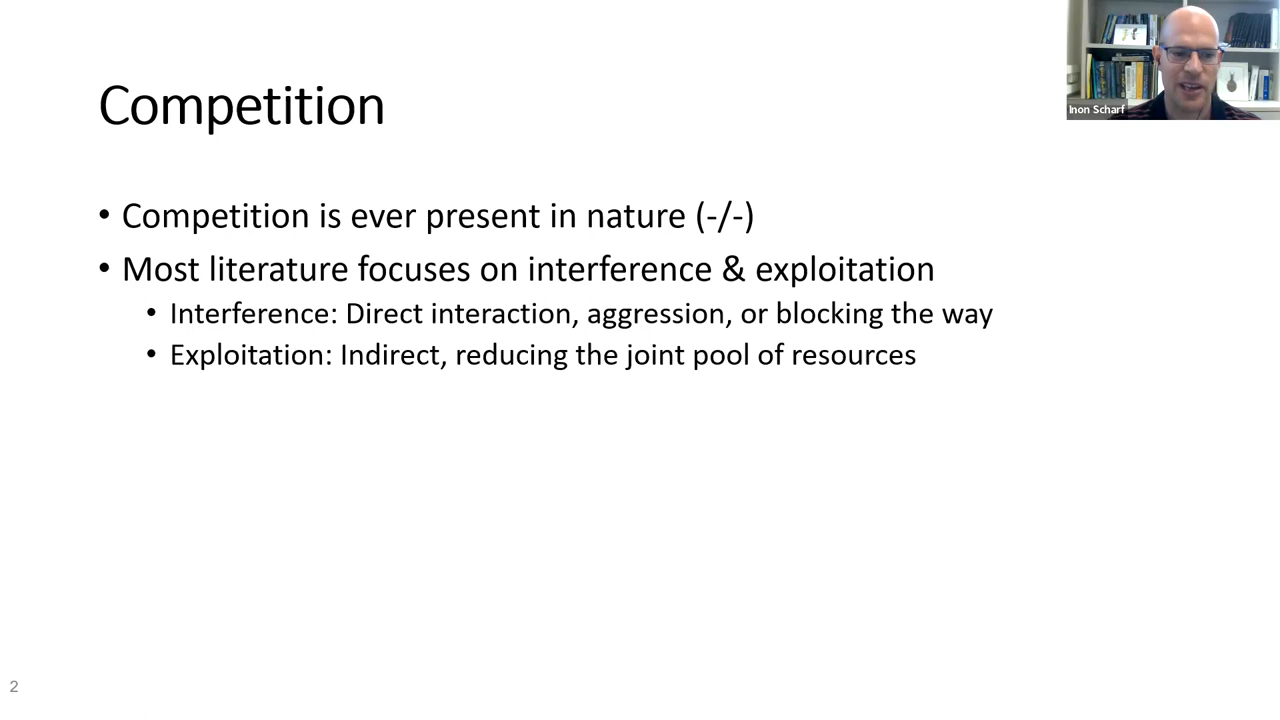 Inon Scharf
Competition
• Competition is ever present in nature (-/-)
• Most literature focuses on interference & exploitation
• Interference: Direct interaction, aggression, or blocking the way
• Exploitation: Indirect, reducing the joint pool of resources
2